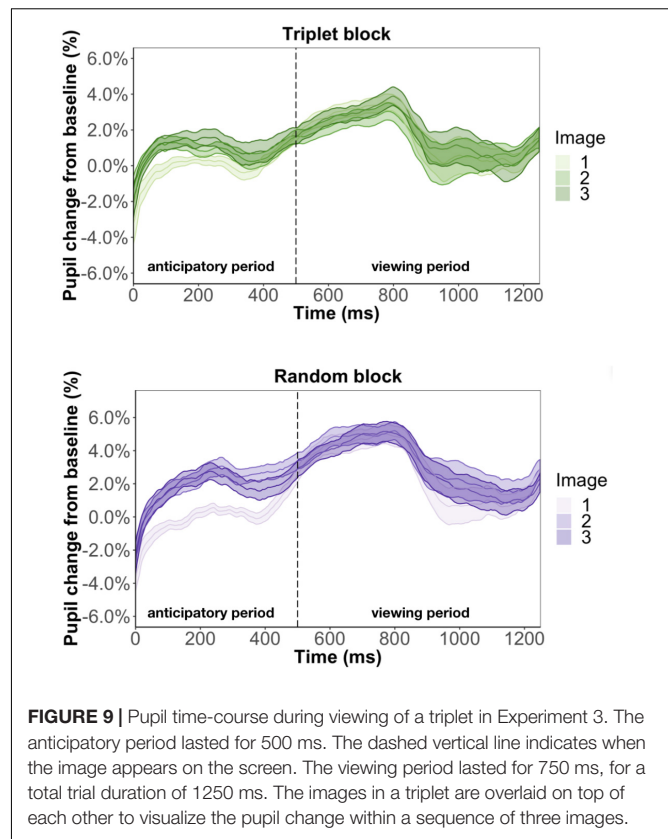 Triplet block
Pupil change from baseline (%)
6.0%
4.0%
2.0%
0.0%
-2.0%
-4.0%
-6.0%
anticipatory period
viewing period
0
200
400
600
800
1000
1200
Time (ms)
Image
1
2
3
Random block
Pupil change from baseline (%)
6.0%
4.0%
2.0%
0.0%
-2.0%
-4.0%
-6.0%
anticipatory period
viewing period
0
200
400
600
800
1000
1200
Time (ms)
Image
1
2
3
FIGURE 9 | Pupil time-course during viewing of a triplet in Experiment 3. The
anticipatory period lasted for 500 ms. The dashed vertical line indicates when
the image appears on the screen. The viewing period lasted for 750 ms, for a
total trial duration of 1250 ms. The images in a triplet are overlaid on top of
each other to visualize the pupil change within a sequence of three images.